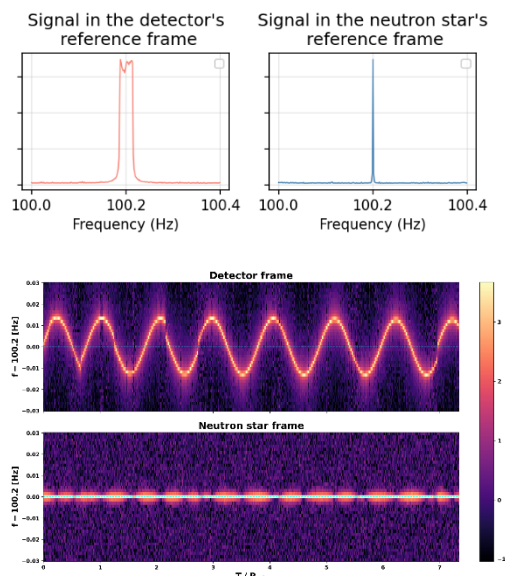 Signal in the detector's
reference frame
Signal in the neutron star's
reference frame
100.0 100.2 100.4
Frequency (Hz)
100.0 100.2 100.4
Frequency (Hz)
Detector frame
0.03
0.02
0.01
0.00
−0.01
−0.02
−0.03
f − 100.2 [Hz]
Neutron star frame
0.03
0.02
0.01
0.00
−0.01
−0.02
−0.03
f − 100.2 [Hz]
0 1 2 3 4 5 6 7
3
2
1
0